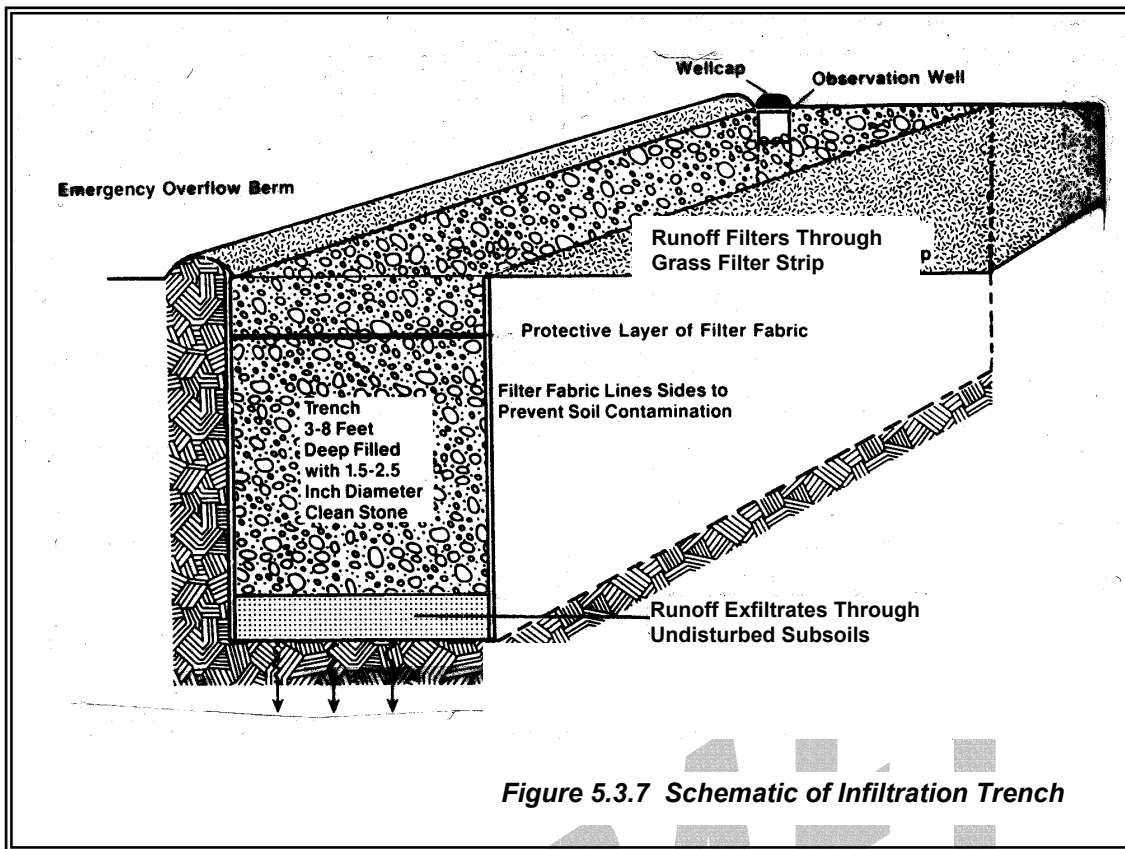 Wellcap
Observation Well
Emergency Overflow Berm
Runoff Filters Through
Grass Filter Strip
Protective Layer of Filter Fabric
Filter Fabric Lines Sides to
Prevent Soil Contamination
Trench
3-8 Feet
Deep Filled
with 1.5-2.5
Inch Diameter
Clean Stone
Runoff Exfiltrates Through
Undisturbed Subsoils
Figure 5.3.7 Schematic of Infiltration Trench